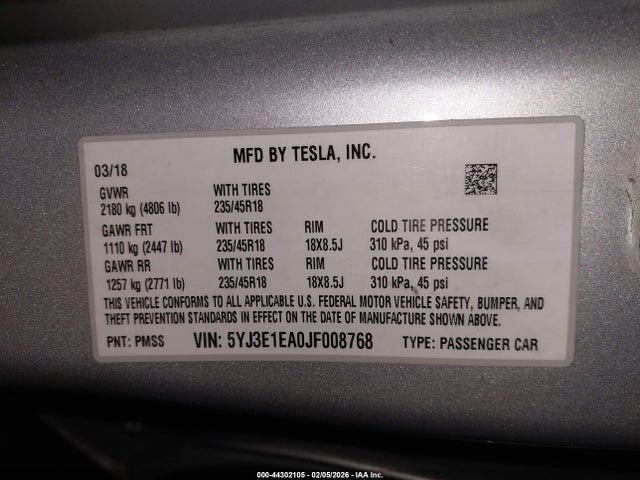 MFD BY TESLA, INC.
03/18
GVWR WITH TIRES
2180 kg (4806 lb) 235/45R18
GAWR FRT WITH TIRES RIM COLD TIRE PRESSURE
1110 kg (2447 lb) 235/45R18 18X8.5J 310 kPa, 45 psi
GAWR RR WITH TIRES RIM COLD TIRE PRESSURE
1257 kg (2771 lb) 235/45R18 18X8.5J 310 kPa, 45 psi
THIS VEHICLE CONFORMS TO ALL APPLICABLE U.S. FEDERAL MOTOR VEHICLE SAFETY, BUMPER, AND
THEFT PREVENTION STANDARDS IN EFFECT ON THE DATE OF MANUFACTURE SHOWN ABOVE.
PNT: PMSS VIN: 5YJ3E1EA0JF008768 TYPE: PASSENGER CAR
000-44302105 - 02/05/2026 - IAA Inc.